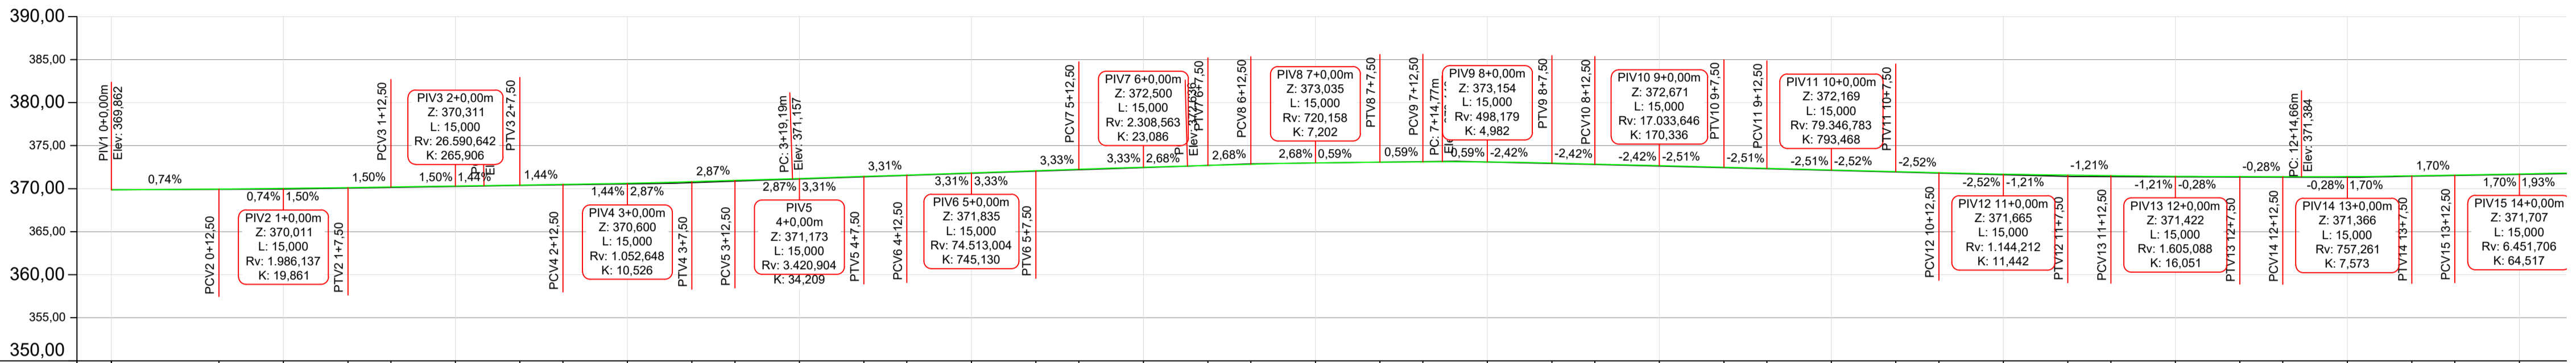 390,00
385,00
380,00
375,00
370,00
365,00
360,00
355,00
350,00
PIV1 0+0,00m
Elev: 369,862
0,74%
PCV2 0+12,50
0,74%
1,50%
PIV2 1+0,00m
Z: 370,011
L: 15,000
Rv: 1.986,137
K: 19,861
PTV2 1+7,50
1,50%
PCV3 1+12,50
PIV3 2+0,00m
Z: 370,311
L: 15,000
Rv: 26.590,642
K: 265,906
1,50%
1,44%
PTV3 2+7,50
1,44%
PCV4 2+12,50
1,44%
2,87%
PIV4 3+0,00m
Z: 370,600
L: 15,000
Rv: 1.052,648
K: 10,526
PTV4 3+7,50
2,87%
PCV5 3+12,50
PC: 3+19,19m
Elev: 371,157
2,87%
3,31%
PIV5
4+0,00m
Z: 371,173
L: 15,000
Rv: 3.420,904
K: 34,209
PTV5 4+7,50
3,31%
PCV6 4+12,50
3,31%
3,33%
PIV6 5+0,00m
Z: 371,835
L: 15,000
Rv: 74.513,004
K: 745,130
PTV6 5+7,50
3,33%
PCV7 5+12,50
PIV7 6+0,00m
Z: 372,500
L: 15,000
Rv: 2.308,563
K: 23,086
3,33%
2,68%
Elev: 372,636
PTV7 6+7,50
2,68%
PCV8 6+12,50
PIV8 7+0,00m
Z: 373,035
L: 15,000
Rv: 720,158
K: 7,202
2,68%
0,59%
PTV8 7+7,50
0,59%
PCV9 7+12,50
PC: 7+14,77m
PIV9 8+0,00m
Z: 373,154
L: 15,000
Rv: 498,179
K: 4,982
0,59%
-2,42%
PTV9 8+7,50
-2,42%
PCV10 8+12,50
PIV10 9+0,00m
Z: 372,671
L: 15,000
Rv: 17.033,646
K: 170,336
-2,42%
-2,51%
PTV10 9+7,50
-2,51%
PCV11 9+12,50
PIV11 10+0,00m
Z: 372,169
L: 15,000
Rv: 79.346,783
K: 793,468
-2,51%
-2,52%
PTV11 10+7,50
-2,52%
PCV12 10+12,50
-2,52%
-1,21%
PIV12 11+0,00m
Z: 371,665
L: 15,000
Rv: 1.144,212
K: 11,442
PTV12 11+7,50
-1,21%
PCV13 11+12,50
-1,21%
-0,28%
PIV13 12+0,00m
Z: 371,422
L: 15,000
Rv: 1.605,088
K: 16,051
PTV13 12+7,50
-0,28%
PCV14 12+12,50
PC: 12+14,66m
Elev: 371,384
-0,28%
1,70%
PIV14 13+0,00m
Z: 371,366
L: 15,000
Rv: 757,261
K: 7,573
PTV14 13+7,50
1,70%
PCV15 13+12,50
1,70%
1,93%
PIV15 14+0,00m
Z: 371,707
L: 15,000
Rv: 6.451,706
K: 64,517